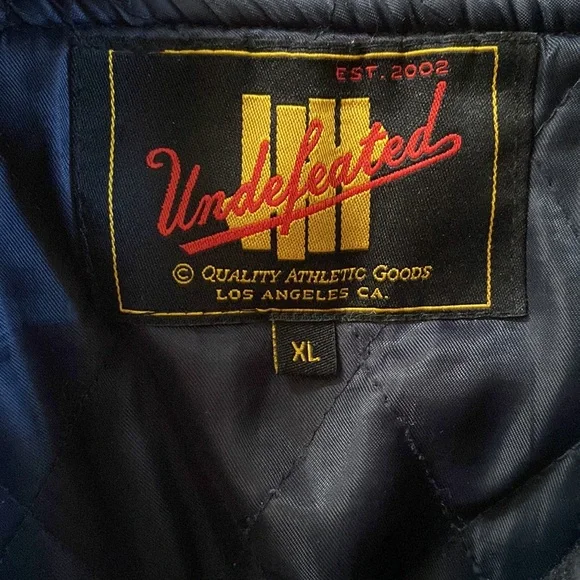 EST. 2002
Undefeated
© QUALITY ATHLETIC GOODS
LOS ANGELES CA.
XL